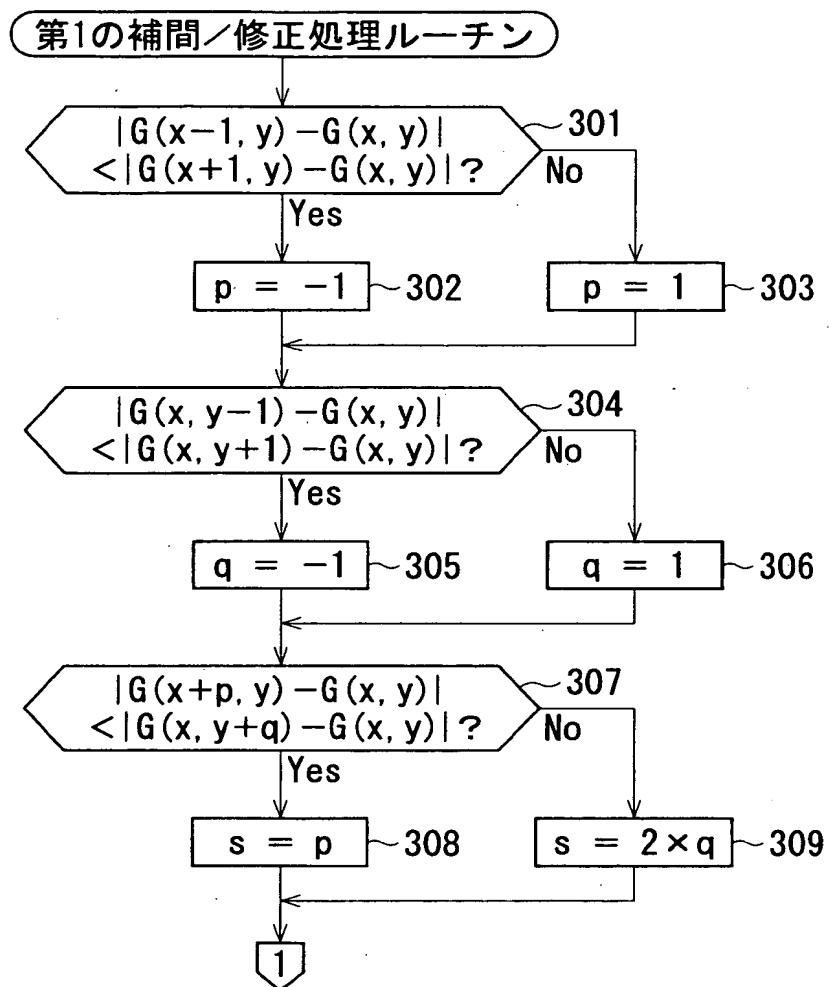 第1の補間／修正処理ルーチン
|G(x−1, y)−G(x, y)|
<|G(x+1, y)−G(x, y)|?
301
No
Yes
p = −1
302
p = 1
303
|G(x, y−1)−G(x, y)|
<|G(x, y+1)−G(x, y)|?
304
No
Yes
q = −1
305
q = 1
306
|G(x+p, y)−G(x, y)|
<|G(x, y+q)−G(x, y)|?
307
No
Yes
s = p
308
s = 2×q
309
1